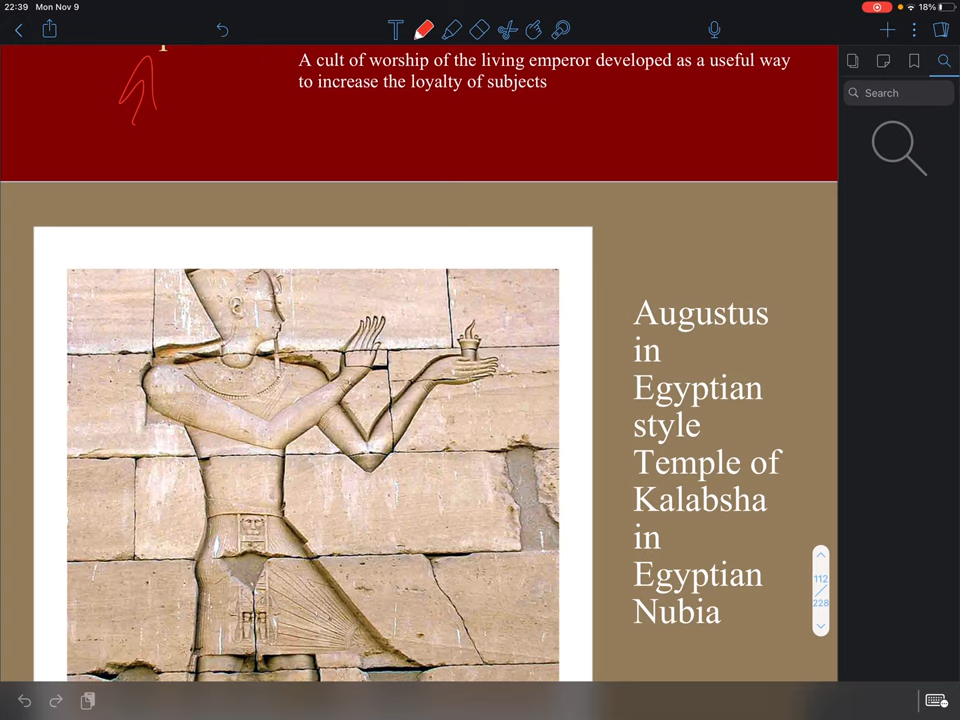 22:39 Mon Nov 9
18%
Search
A cult of worship of the living emperor developed as a useful way
to increase the loyalty of subjects
Augustus
in
Egyptian
style
Temple of
Kalabsha
in
Egyptian
Nubia
112
228